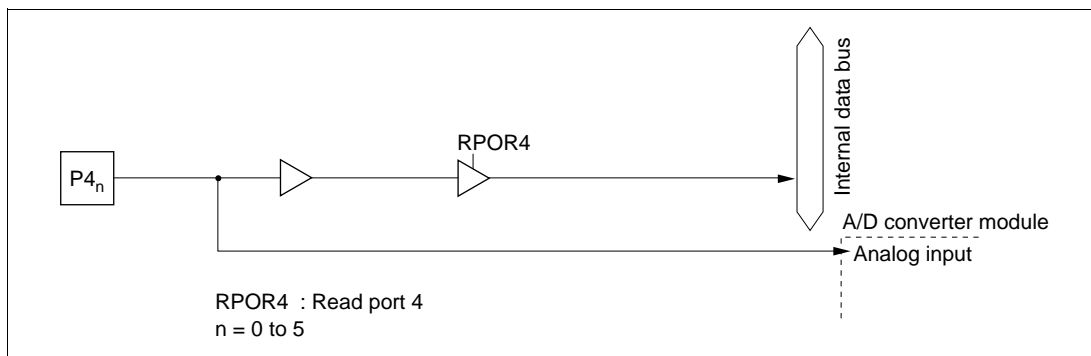 RPOR4
P4n
Internal data bus
A/D converter module
Analog input
RPOR4 : Read port 4
n = 0 to 5